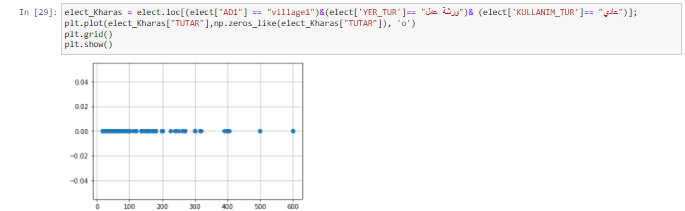 In [29]: elect_Kharas = elect.loc[(elect["AD1"] == "village1")&(elect['YER_TUR']== "ورشة عمل")& (elect['KULLANIM_TUR']== "عادي")];
plt.plot(elect_Kharas["TUTAR"],np.zeros_like(elect_Kharas["TUTAR"]), 'o')
plt.grid()
plt.show()
0.04
0.02
0.00
−0.02
−0.04
0 100 200 300 400 500 600